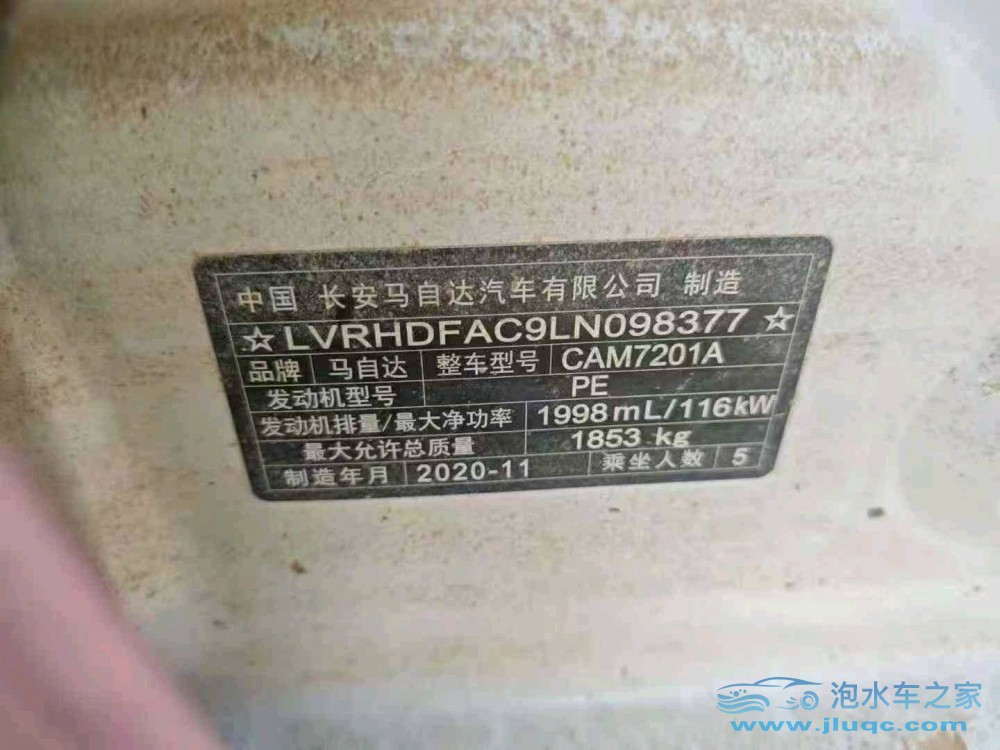 中国 长安马自达汽车有限公司 制造
☆LVRHDFAC9LN098377☆
品牌 马自达 整车型号 CAM7201A
发动机型号 PE
发动机排量/最大净功率 1998mL/116kW
最大允许总质量 1853 kg
制造年月 2020-11 乘坐人数 5
泡水车之家
www.jluqc.com